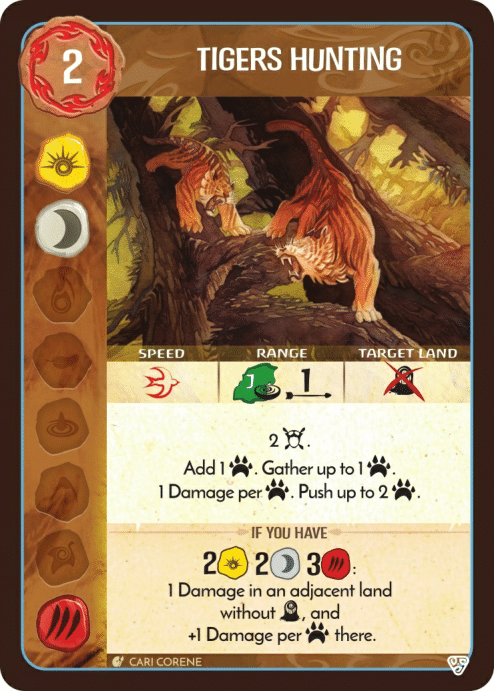 2
TIGERS HUNTING
SPEED RANGE TARGET LAND
J 1
2 .
Add 1 . Gather up to 1 .
1 Damage per . Push up to 2 .
IF YOU HAVE
2 2 3 :
1 Damage in an adjacent land
without , and
+1 Damage per there.
CARI CORENE